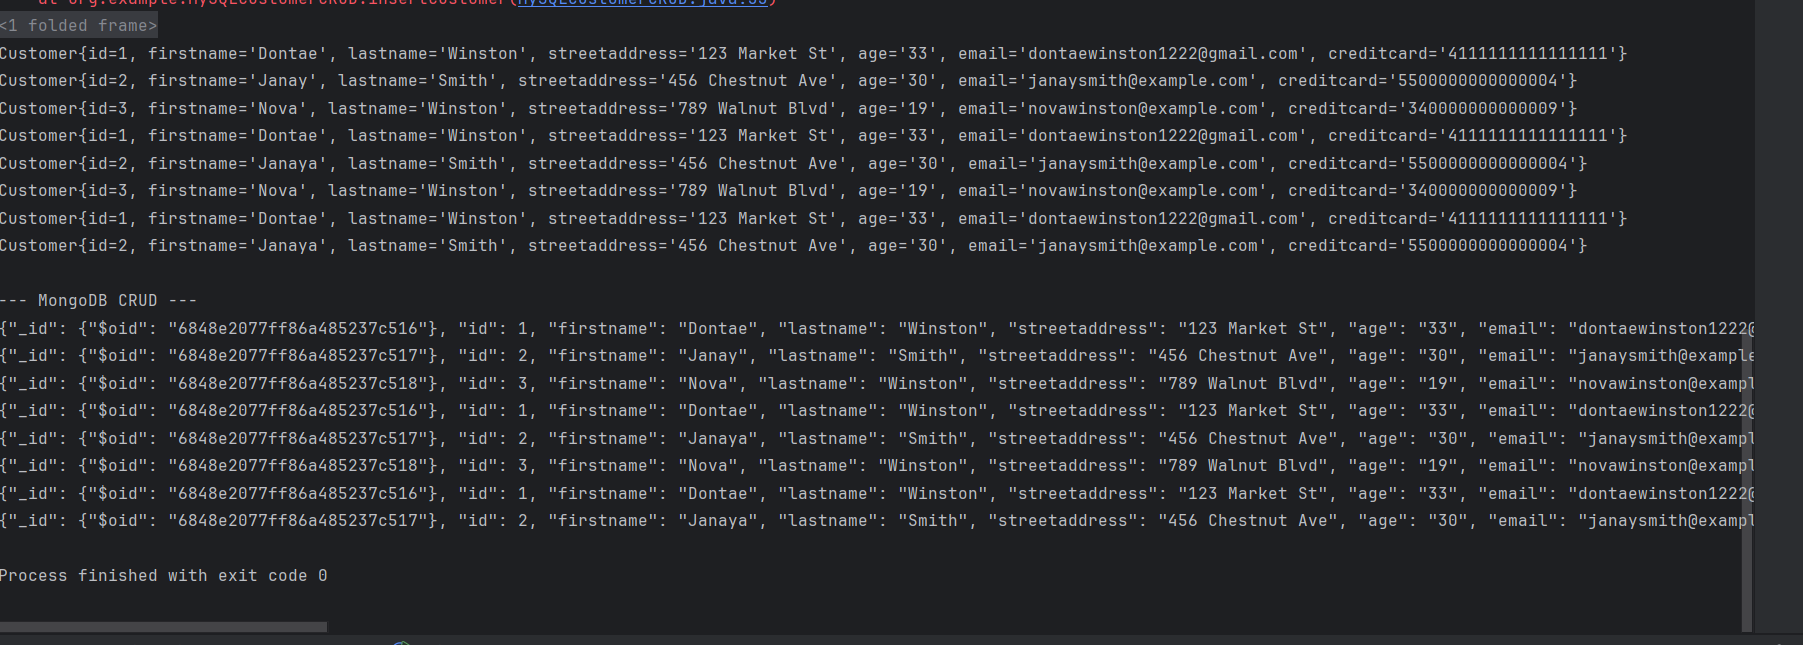 at org.example.MySQLCustomerCRUD.insertCustomer(MySQLCustomerCRUD.java:33)
<1 folded frame>
Customer{id=1, firstname='Dontae', lastname='Winston', streetaddress='123 Market St', age='33', email='dontaewinston1222@gmail.com', creditcard='4111111111111111'}
Customer{id=2, firstname='Janay', lastname='Smith', streetaddress='456 Chestnut Ave', age='30', email='janaysmith@example.com', creditcard='5500000000000004'}
Customer{id=3, firstname='Nova', lastname='Winston', streetaddress='789 Walnut Blvd', age='19', email='novawinston@example.com', creditcard='340000000000009'}
Customer{id=1, firstname='Dontae', lastname='Winston', streetaddress='123 Market St', age='33', email='dontaewinston1222@gmail.com', creditcard='4111111111111111'}
Customer{id=2, firstname='Janaya', lastname='Smith', streetaddress='456 Chestnut Ave', age='30', email='janaysmith@example.com', creditcard='5500000000000004'}
Customer{id=3, firstname='Nova', lastname='Winston', streetaddress='789 Walnut Blvd', age='19', email='novawinston@example.com', creditcard='340000000000009'}
Customer{id=1, firstname='Dontae', lastname='Winston', streetaddress='123 Market St', age='33', email='dontaewinston1222@gmail.com', creditcard='4111111111111111'}
Customer{id=2, firstname='Janaya', lastname='Smith', streetaddress='456 Chestnut Ave', age='30', email='janaysmith@example.com', creditcard='5500000000000004'}
--- MongoDB CRUD ---
{"_id": {"$oid": "6848e2077ff86a485237c516"}, "id": 1, "firstname": "Dontae", "lastname": "Winston", "streetaddress": "123 Market St", "age": "33", "email": "dontaewinston1222@
{"_id": {"$oid": "6848e2077ff86a485237c517"}, "id": 2, "firstname": "Janay", "lastname": "Smith", "streetaddress": "456 Chestnut Ave", "age": "30", "email": "janaysmith@example
{"_id": {"$oid": "6848e2077ff86a485237c518"}, "id": 3, "firstname": "Nova", "lastname": "Winston", "streetaddress": "789 Walnut Blvd", "age": "19", "email": "novawinston@exampl
{"_id": {"$oid": "6848e2077ff86a485237c516"}, "id": 1, "firstname": "Dontae", "lastname": "Winston", "streetaddress": "123 Market St", "age": "33", "email": "dontaewinston1222@
{"_id": {"$oid": "6848e2077ff86a485237c517"}, "id": 2, "firstname": "Janaya", "lastname": "Smith", "streetaddress": "456 Chestnut Ave", "age": "30", "email": "janaysmith@exampl
{"_id": {"$oid": "6848e2077ff86a485237c518"}, "id": 3, "firstname": "Nova", "lastname": "Winston", "streetaddress": "789 Walnut Blvd", "age": "19", "email": "novawinston@exampl
{"_id": {"$oid": "6848e2077ff86a485237c516"}, "id": 1, "firstname": "Dontae", "lastname": "Winston", "streetaddress": "123 Market St", "age": "33", "email": "dontaewinston1222@
{"_id": {"$oid": "6848e2077ff86a485237c517"}, "id": 2, "firstname": "Janaya", "lastname": "Smith", "streetaddress": "456 Chestnut Ave", "age": "30", "email": "janaysmith@exampl
Process finished with exit code 0